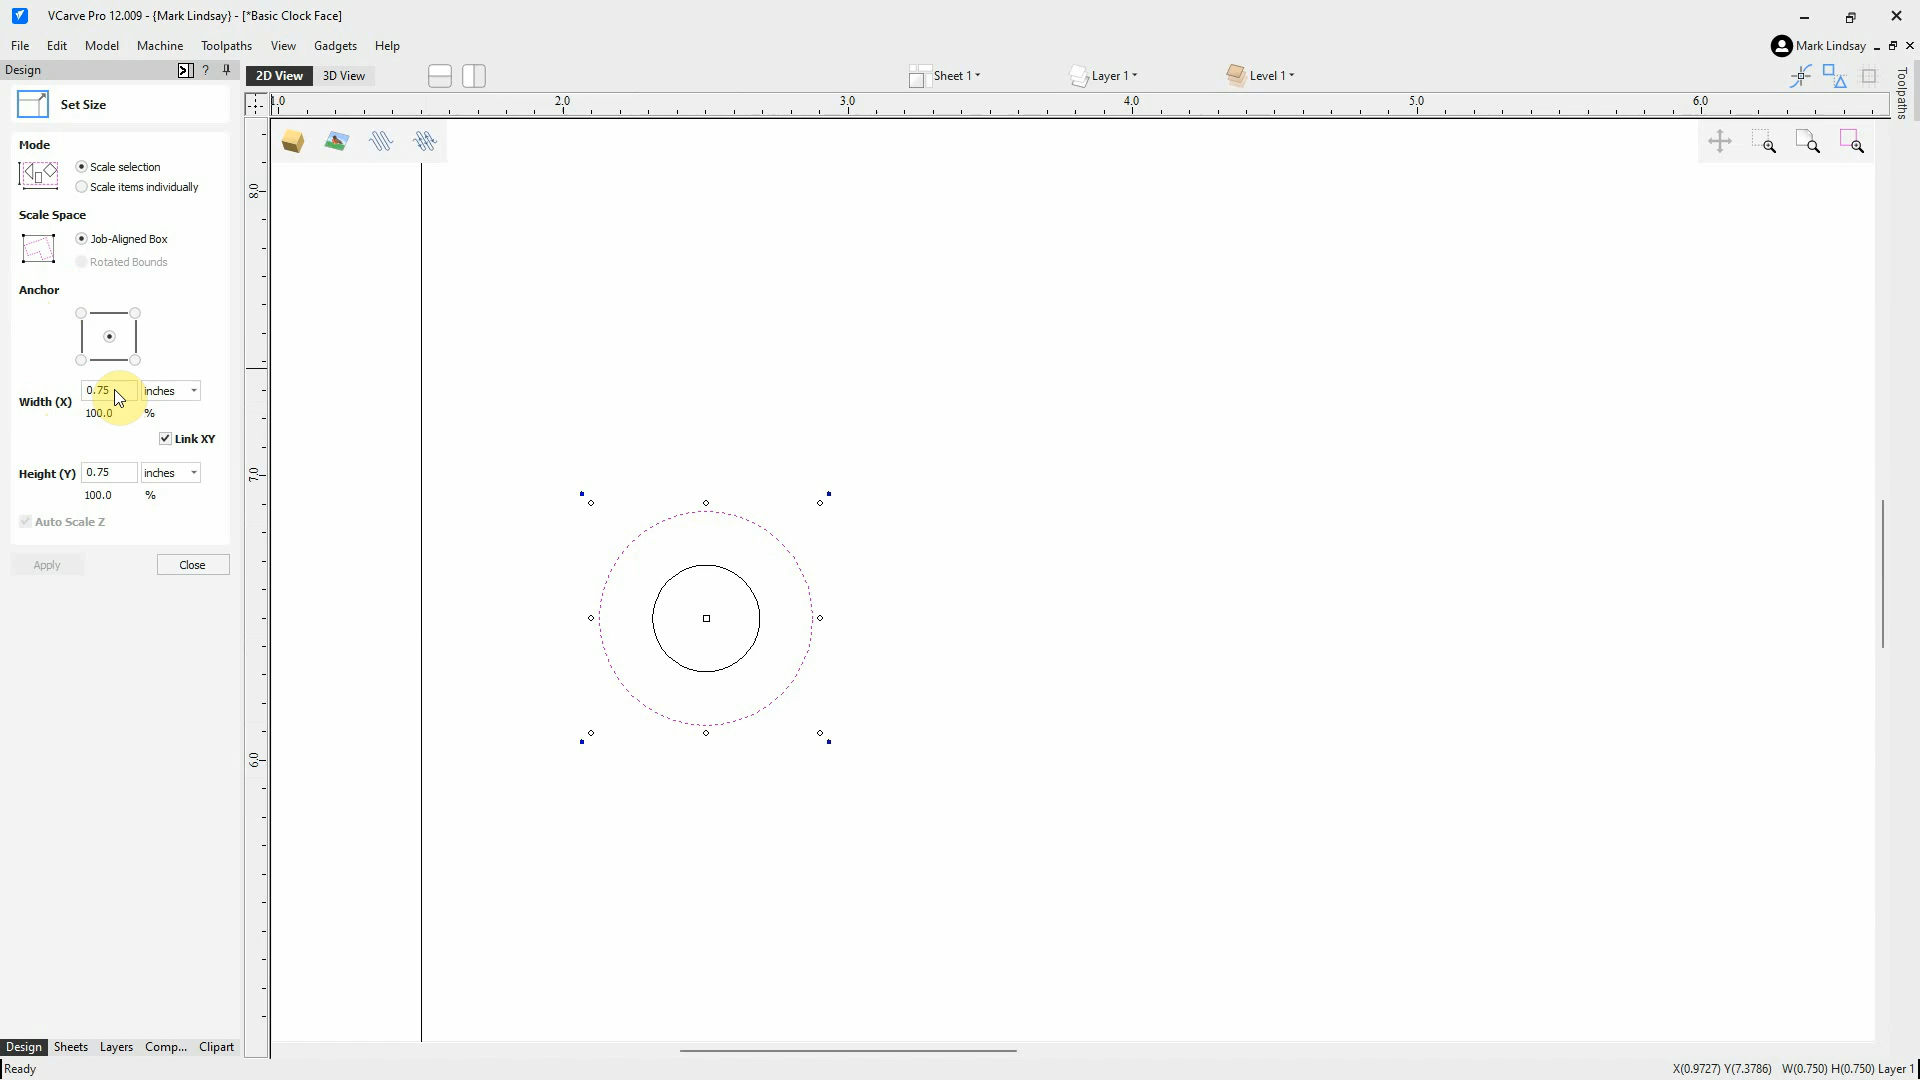 VCarve Pro 12.009 - {Mark Lindsay} - [*Basic Clock Face]
File Edit Model Machine Toolpaths View Gadgets Help
Mark Lindsay
Design ?
2D View 3D View Sheet 1 Layer 1 Level 1
Toolpaths
Set Size
1.0 2.0 3.0 4.0 5.0 6.0
Mode
Scale selection
Scale items individually
8.0
Scale Space
Job-Aligned Box
Rotated Bounds
Anchor
Width (X) 0.75 inches
100.0 %
Link XY
Height (Y) 0.75 inches
7.0
100.0 %
Auto Scale Z
Apply Close
6.0
Design Sheets Layers Comp... Clipart
Ready X(0.9727) Y(7.3786) W(0.750) H(0.750) Layer 1